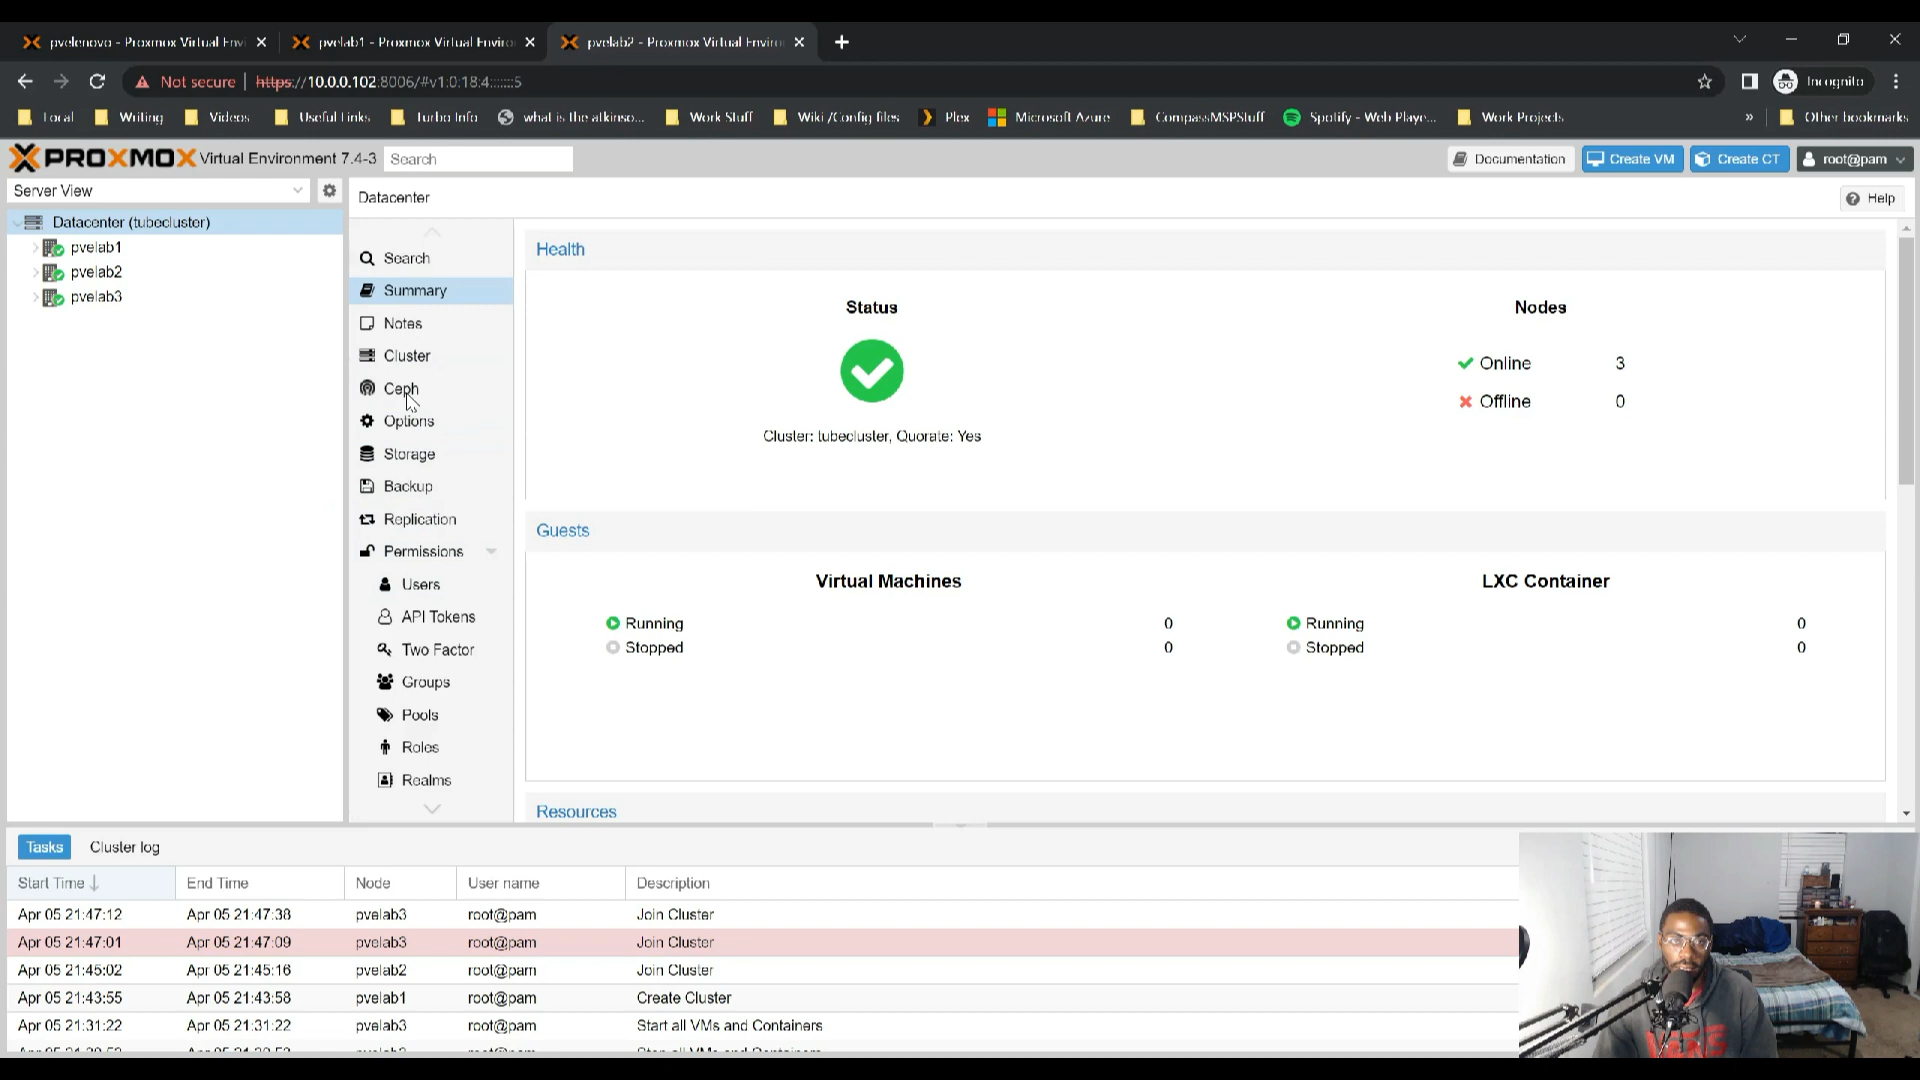 pvelenovo - Proxmox Virtual Envi
pvelab1 - Proxmox Virtual Enviro
pvelab2 - Proxmox Virtual Enviro
Not secure
https://10.0.0.102:8006/#v1:0:18:4:::::::5
Incognito
Local
Writing
Videos
Useful Links
Turbo Info
what is the atkinso...
Work Stuff
Wiki /Config files
Plex
Microsoft Azure
CompassMSPStuff
Spotify - Web Playe...
Work Projects
»
Other bookmarks
PROXMOX Virtual Environment 7.4-3
Search
Documentation
Create VM
Create CT
root@pam
Server View
Datacenter
Help
Datacenter (tubecluster)
pvelab1
pvelab2
pvelab3
Search
Summary
Notes
Cluster
Ceph
Options
Storage
Backup
Replication
Permissions
Users
API Tokens
Two Factor
Groups
Pools
Roles
Realms
Health
Status
Nodes
Online 3
Offline 0
Cluster: tubecluster, Quorate: Yes
Guests
Virtual Machines
LXC Container
Running 0
Stopped 0
Running 0
Stopped 0
Resources
Tasks
Cluster log
Start Time End Time Node User name Description
Apr 05 21:47:12 Apr 05 21:47:38 pvelab3 root@pam Join Cluster
Apr 05 21:47:01 Apr 05 21:47:09 pvelab3 root@pam Join Cluster
Apr 05 21:45:02 Apr 05 21:45:16 pvelab2 root@pam Join Cluster
Apr 05 21:43:55 Apr 05 21:43:58 pvelab1 root@pam Create Cluster
Apr 05 21:31:22 Apr 05 21:31:22 pvelab3 root@pam Start all VMs and Containers
VANS